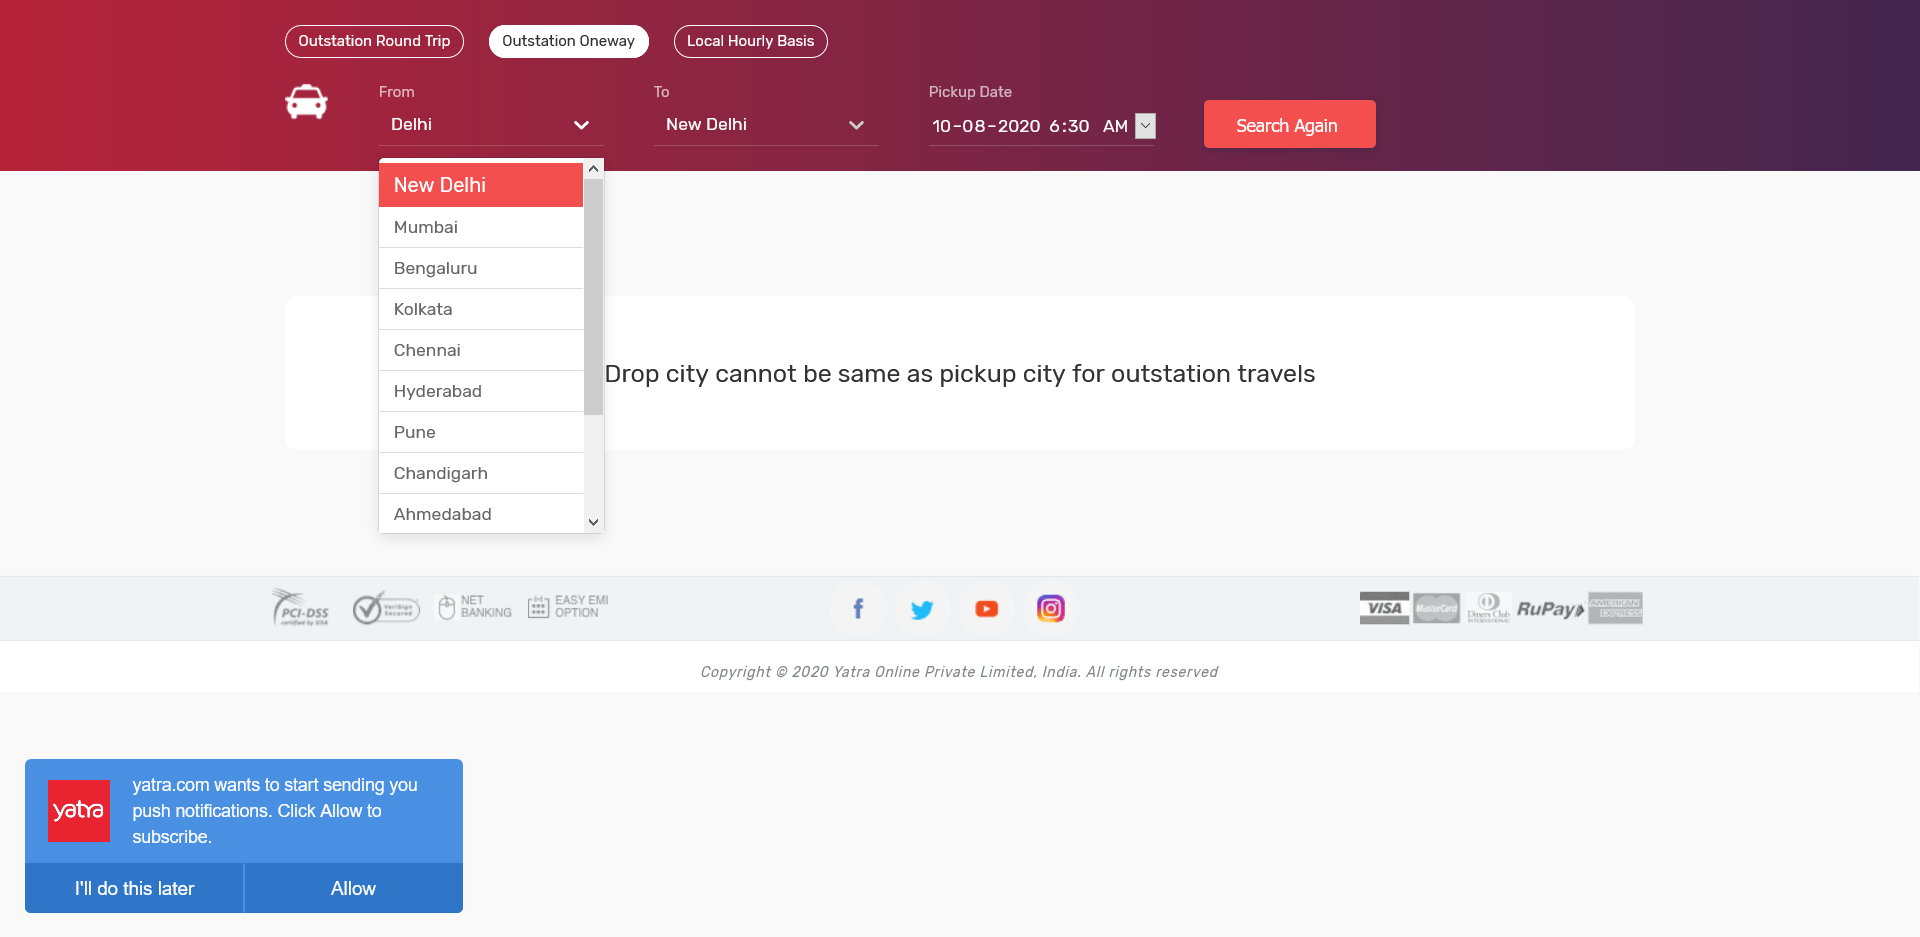 Outstation Round Trip
Outstation Oneway
Local Hourly Basis
From
To
Pickup Date
Delhi
New Delhi
10-08-2020 6:30 AM
Search Again
New Delhi
Mumbai
Bengaluru
Kolkata
Chennai
Hyderabad
Pune
Chandigarh
Ahmedabad
Drop city cannot be same as pickup city for outstation travels
PCI-DSS
certified by SISA
VeriSign
Secured
NET
BANKING
EASY EMI
OPTION
f
VISA
MasterCard
Diners Club
INTERNATIONAL
RuPay
AMERICAN
EXPRESS
Copyright © 2020 Yatra Online Private Limited, India. All rights reserved
yatra
yatra.com wants to start sending you
push notifications. Click Allow to
subscribe.
I'll do this later
Allow